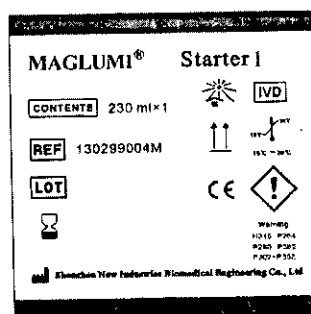 MAGLUMI® Starter 1
IVD
CONTENTS 230 ml×1
REF 130299004M
LOT
CE
Warning
Shenzhen New Industries Biomedical Engineering Co., Ltd